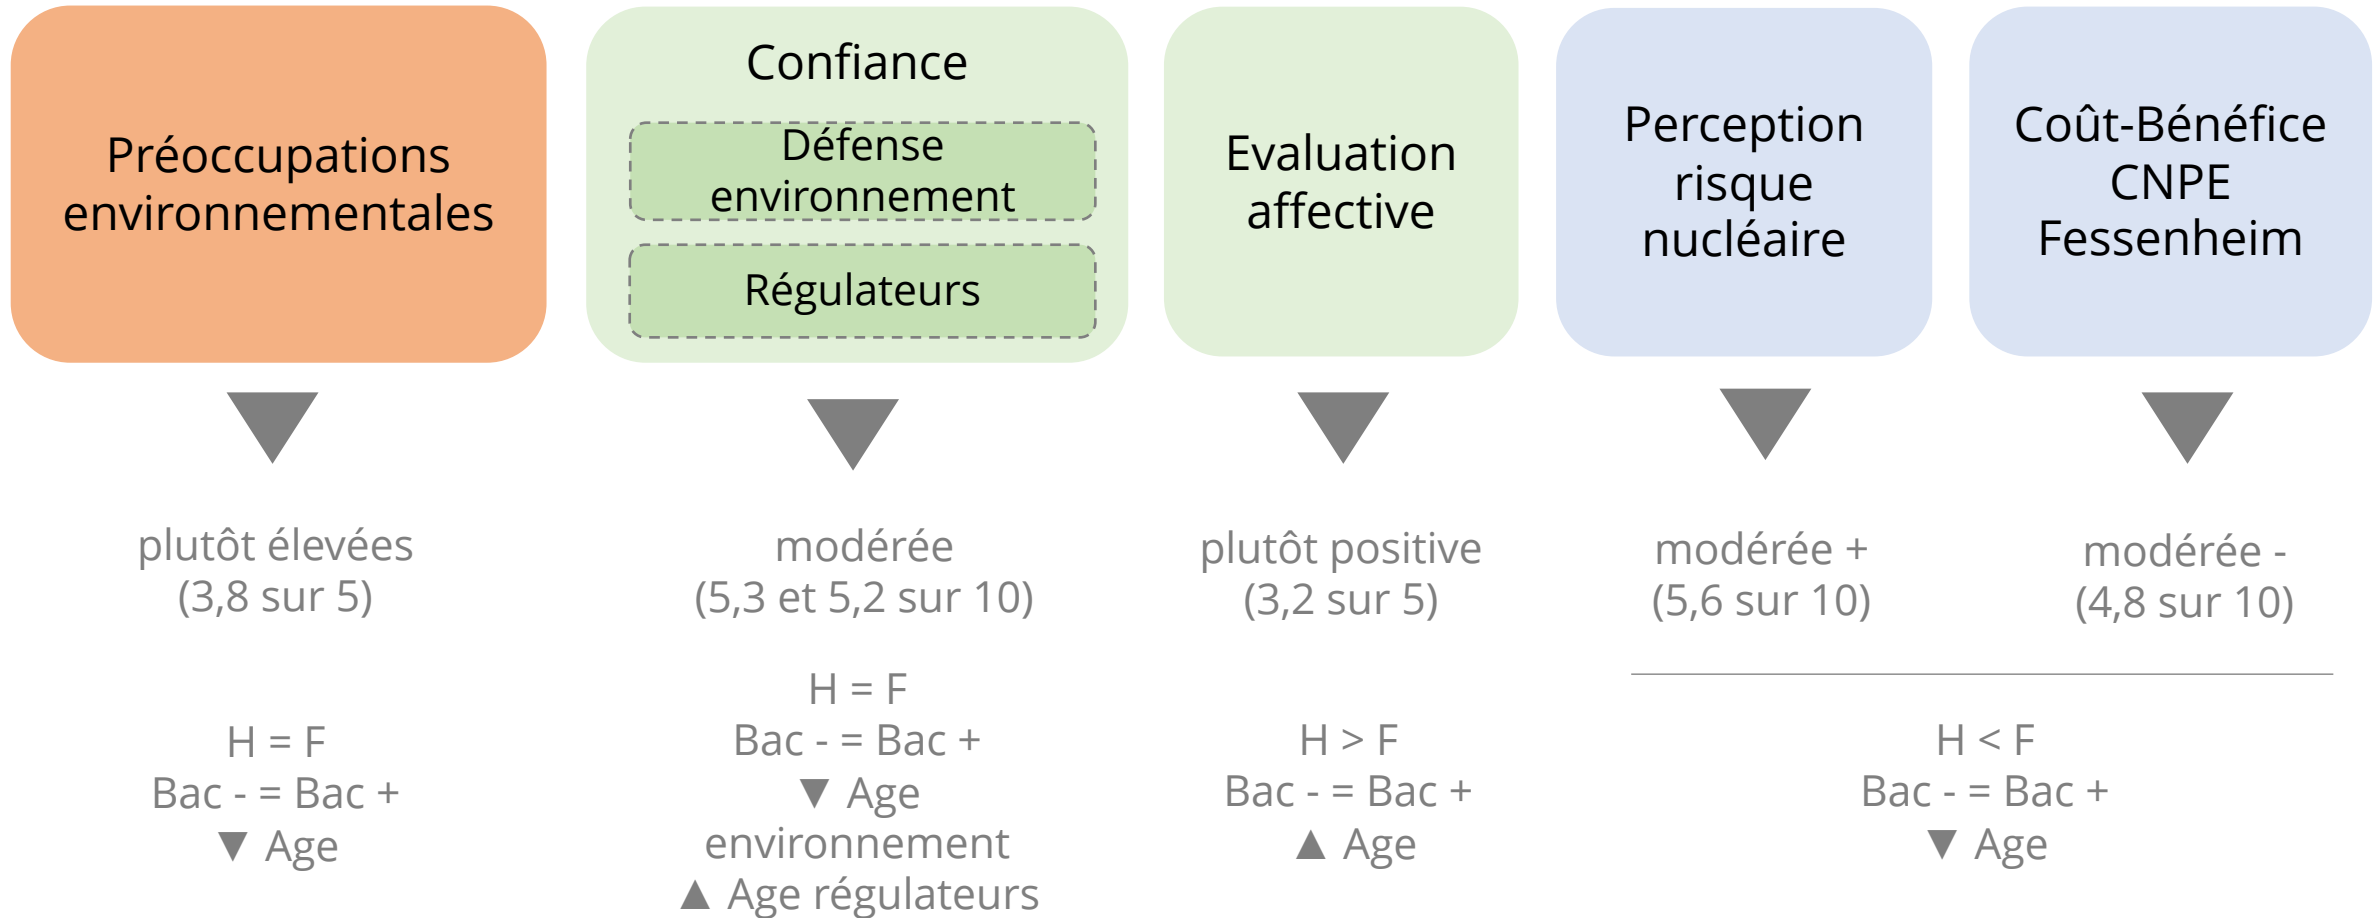 Préoccupations
environnementales
Confiance
Défense
environnement
Régulateurs
Evaluation
affective
Perception
risque
nucléaire
Coût-Bénéfice
CNPE
Fessenheim
plutôt élevées
(3,8 sur 5)
modérée
(5,3 et 5,2 sur 10)
plutôt positive
(3,2 sur 5)
modérée +
(5,6 sur 10)
modérée -
(4,8 sur 10)
H = F
Bac - = Bac +
▼ Age
H = F
Bac - = Bac +
▼ Age
environnement
▲ Age régulateurs
H > F
Bac - = Bac +
▲ Age
H < F
Bac - = Bac +
▼ Age